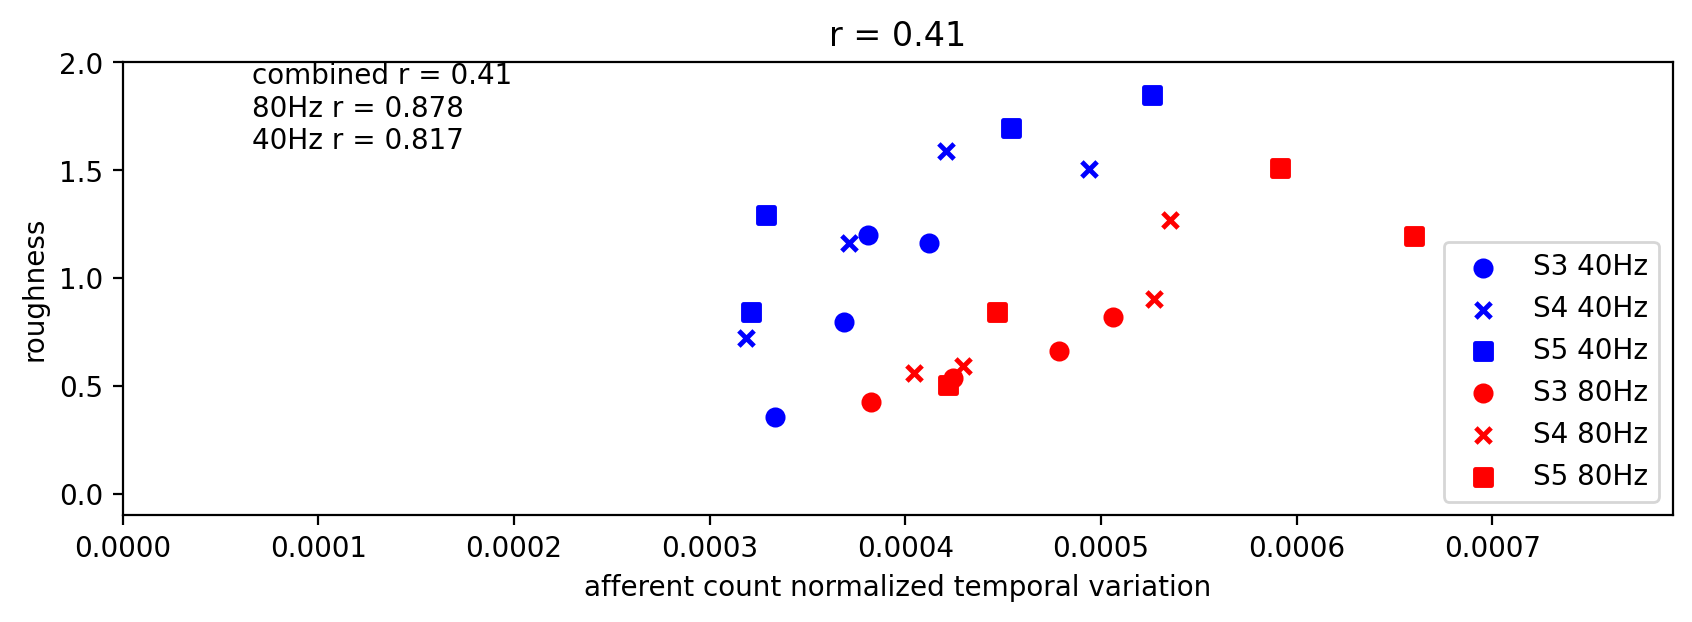 r = 0.41
combined r = 0.41
80Hz r = 0.878
40Hz r = 0.817
2.0
1.5
1.0
0.5
0.0
roughness
S3 40Hz
S4 40Hz
S5 40Hz
S3 80Hz
S4 80Hz
S5 80Hz
0.0000 0.0001 0.0002 0.0003 0.0004 0.0005 0.0006 0.0007
afferent count normalized temporal variation